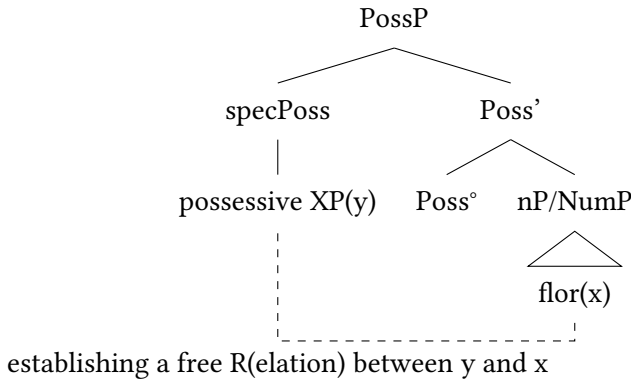 PossP
specPoss Poss’
possessive XP(y) Poss° nP/NumP
flor(x)
establishing a free R(elation) between y and x